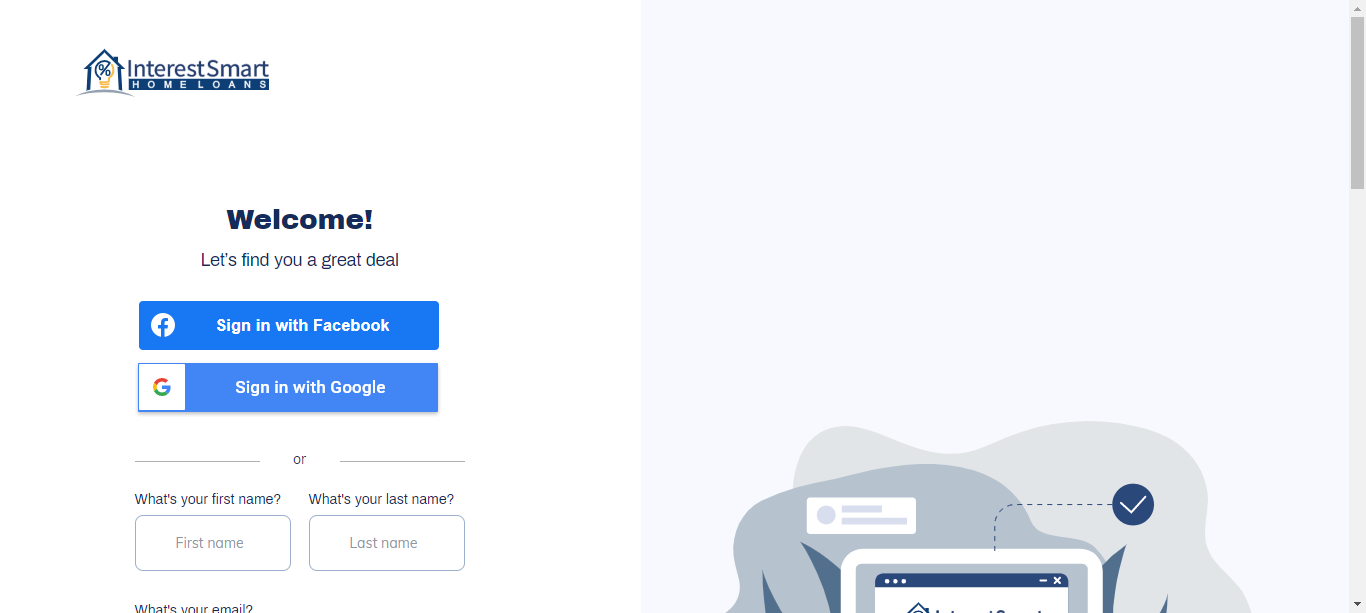 InterestSmart
HOME LOANS
Welcome!
Let's find you a great deal
Sign in with Facebook
Sign in with Google
or
What's your first name? What's your last name?
First name Last name
What's your email?
InterestSmart